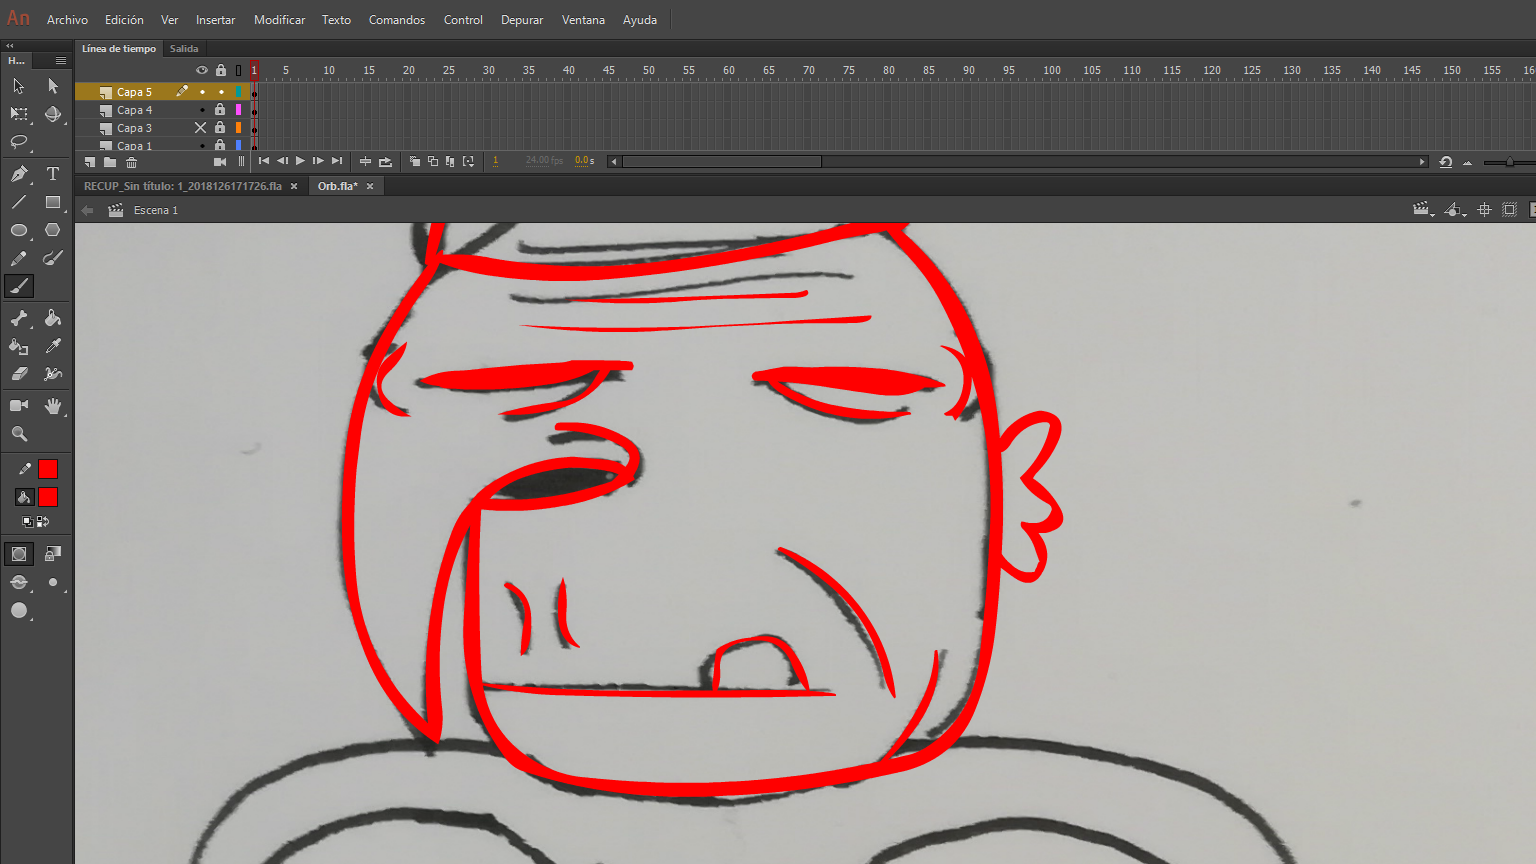 An Archivo Edición Ver Insertar Modificar Texto Comandos Control Depurar Ventana Ayuda
H... Línea de tiempo Salida
1 5 10 15 20 25 30 35 40 45 50 55 60 65 70 75 80 85 90 95 100 105 110 115 120 125 130 135 140 145 150 155 16
Capa 5
Capa 4
Capa 3
Capa 1
1 24.00 fps 0.0 s
RECUP_Sin título: 1_2018126171726.fla Orb.fla*
Escena 1